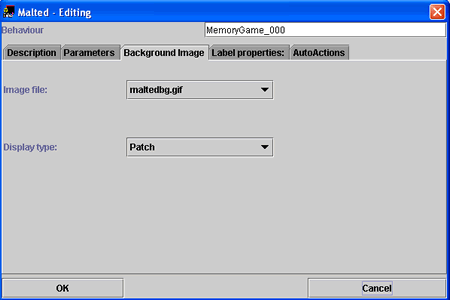 Malted - Editing
Behaviour MemoryGame_000
Description Parameters Background Image Label properties: AutoActions
Image file: maltedbg.gif
Display type: Patch
OK Cancel